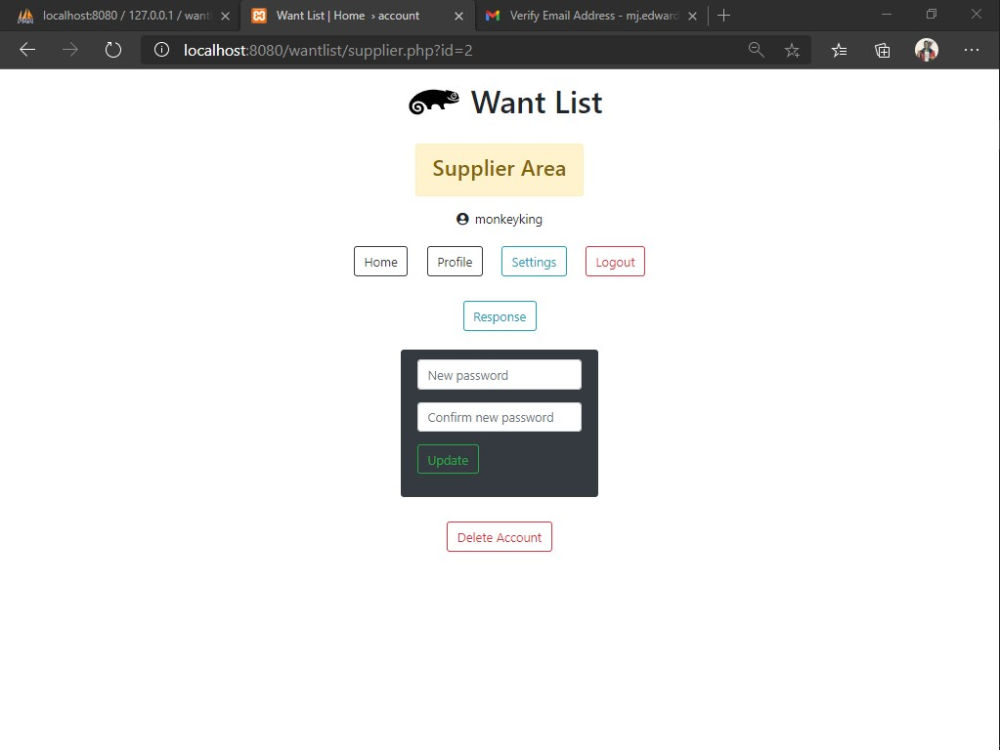 localhost:8080 / 127.0.0.1 / want
Want List | Home › account
Verify Email Address - mj.edward
localhost:8080/wantlist/supplier.php?id=2
Want List
Supplier Area
monkeyking
Home Profile Settings Logout
Response
New password
Confirm new password
Update
Delete Account